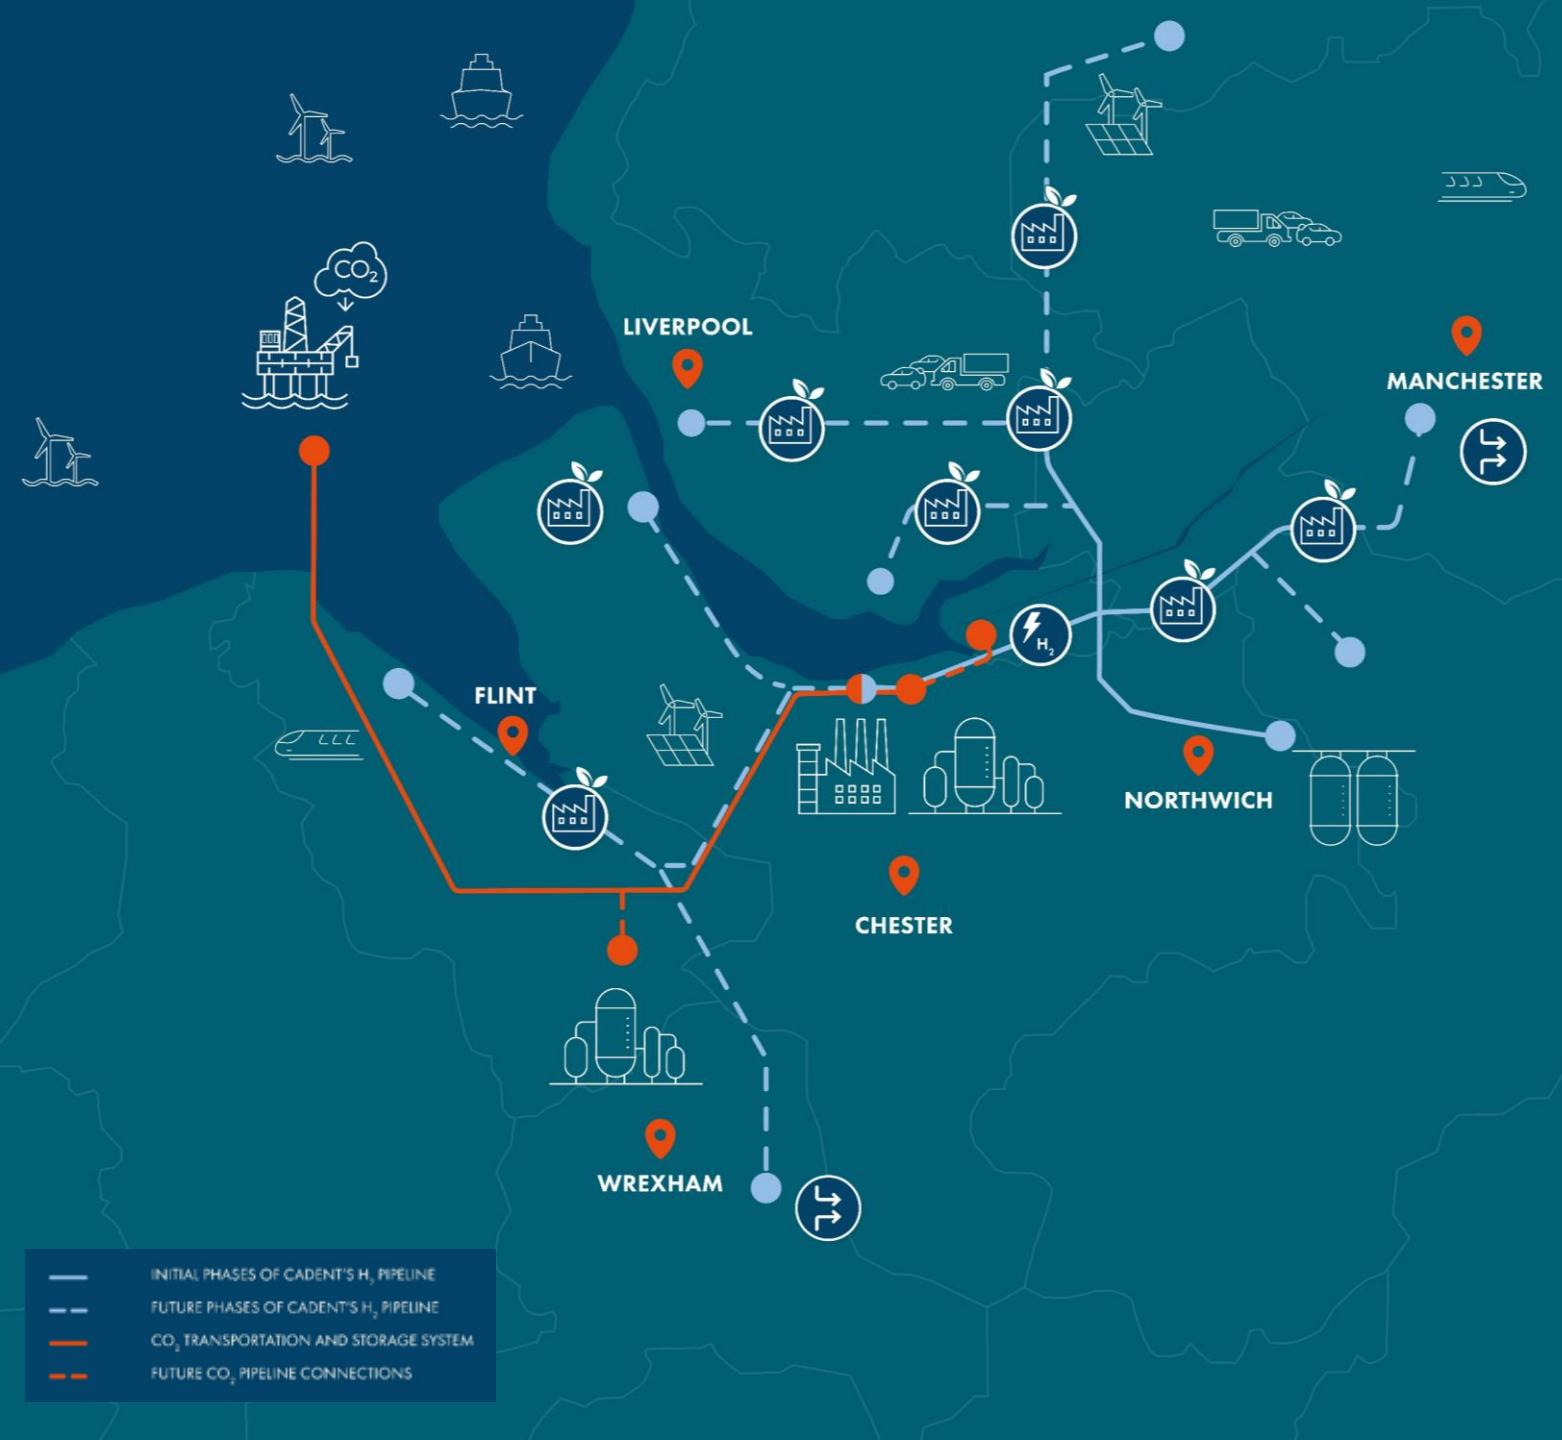 CO₂
LIVERPOOL
MANCHESTER
H₂
FLINT
NORTHWICH
CHESTER
WREXHAM
INITIAL PHASES OF CADENT'S H₂ PIPELINE
FUTURE PHASES OF CADENT'S H₂ PIPELINE
CO₂ TRANSPORTATION AND STORAGE SYSTEM
FUTURE CO₂ PIPELINE CONNECTIONS